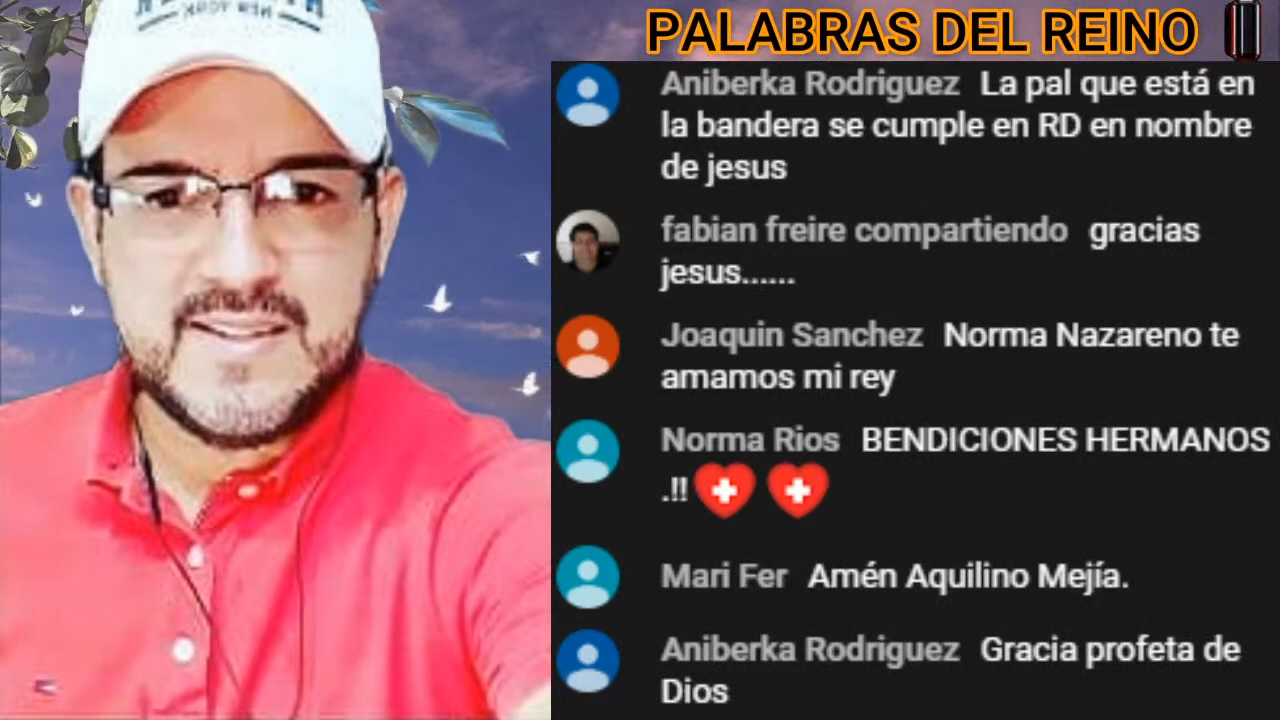 PALABRAS DEL REINO
NEW YORK
Aniberka Rodriguez La pal que está en
la bandera se cumple en RD en nombre
de jesus
fabian freire compartiendo gracias
jesus......
Joaquin Sanchez Norma Nazareno te
amamos mi rey
Norma Rios BENDICIONES HERMANOS
.!!
Mari Fer Amén Aquilino Mejía.
Aniberka Rodriguez Gracia profeta de
Dios